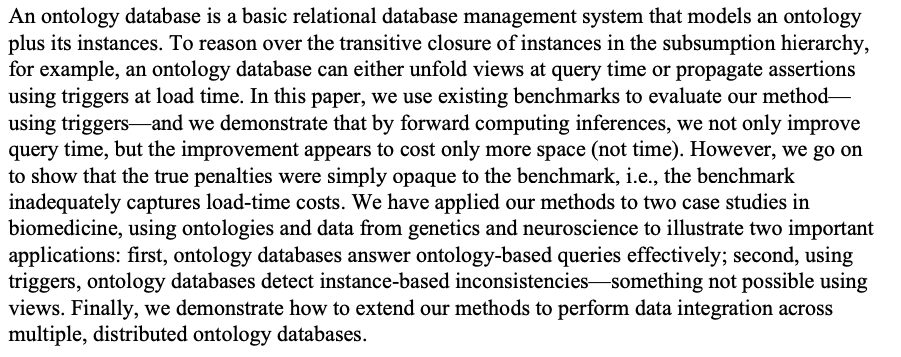 An ontology database is a basic relational database management system that models an ontology
plus its instances. To reason over the transitive closure of instances in the subsumption hierarchy,
for example, an ontology database can either unfold views at query time or propagate assertions
using triggers at load time. In this paper, we use existing benchmarks to evaluate our method—
using triggers—and we demonstrate that by forward computing inferences, we not only improve
query time, but the improvement appears to cost only more space (not time). However, we go on
to show that the true penalties were simply opaque to the benchmark, i.e., the benchmark
inadequately captures load-time costs. We have applied our methods to two case studies in
biomedicine, using ontologies and data from genetics and neuroscience to illustrate two important
applications: first, ontology databases answer ontology-based queries effectively; second, using
triggers, ontology databases detect instance-based inconsistencies—something not possible using
views. Finally, we demonstrate how to extend our methods to perform data integration across
multiple, distributed ontology databases.